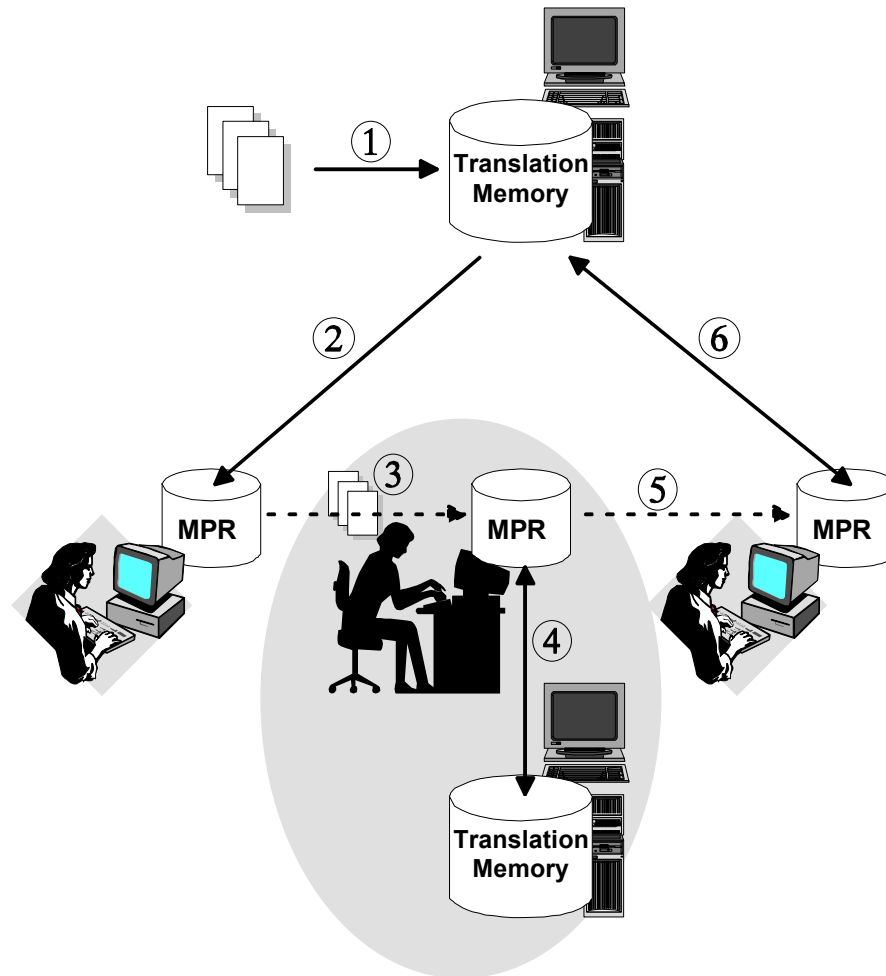 ①
Translation
Memory
②
⑥
③
⑤
MPR
MPR
MPR
④
Translation
Memory